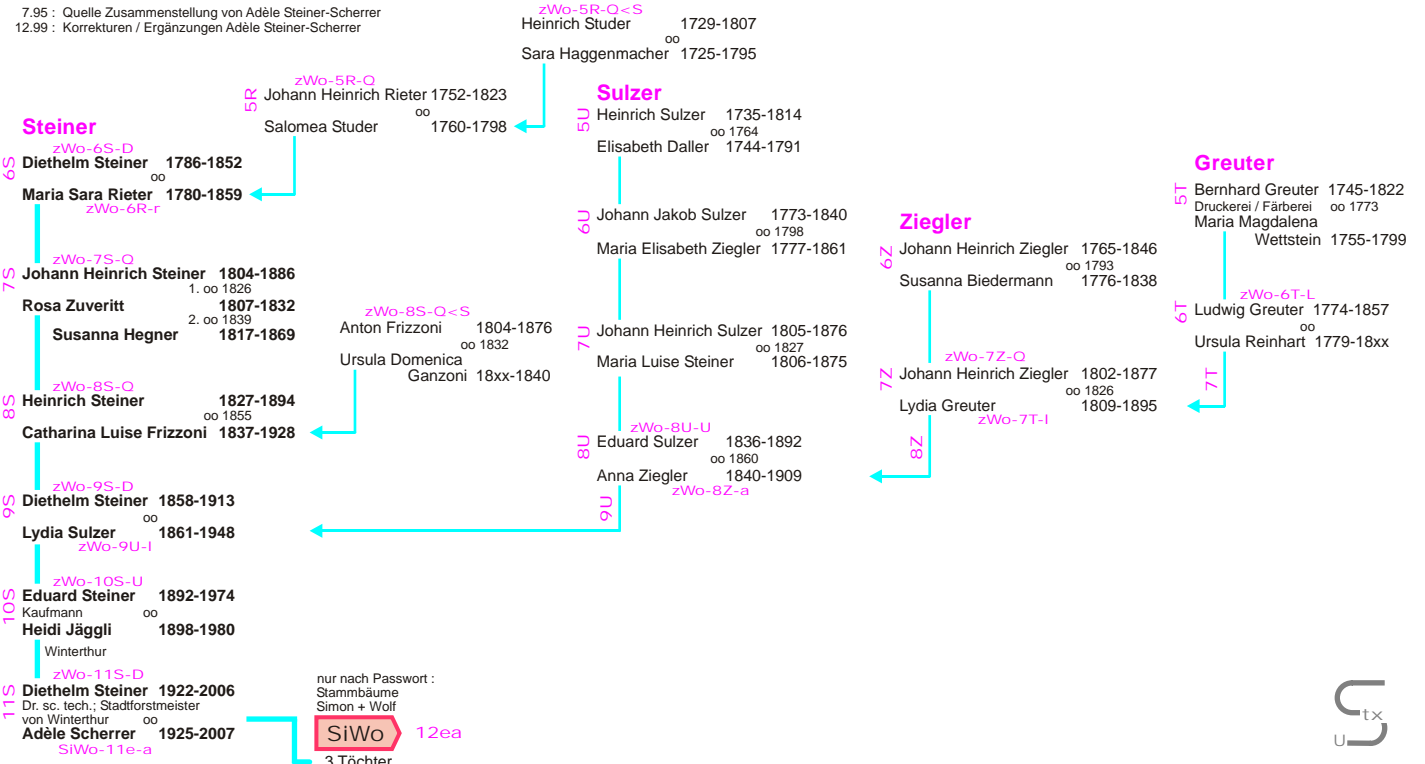 7.95 : Quelle Zusammenstellung von Adèle Steiner-Scherrer
12.99 : Korrekturen / Ergänzungen Adèle Steiner-Scherrer
zWo-5R-Q<S
Heinrich Studer 1729-1807
oo
Sara Haggenmacher 1725-1795
zWo-5R-Q
5R
Johann Heinrich Rieter 1752-1823
oo
Salomea Studer 1760-1798
Steiner
zWo-6S-D
6S
Diethelm Steiner 1786-1852
oo
Maria Sara Rieter 1780-1859
zWo-6R-r
zWo-7S-Q
7S
Johann Heinrich Steiner 1804-1886
1. oo 1826
Rosa Zuveritt 1807-1832
2. oo 1839
Susanna Hegner 1817-1869
zWo-8S-Q<S
Anton Frizzoni 1804-1876
oo 1832
Ursula Domenica
Ganzoni 18xx-1840
zWo-8S-Q
8S
Heinrich Steiner 1827-1894
oo 1855
Catharina Luise Frizzoni 1837-1928
zWo-9S-D
9S
Diethelm Steiner 1858-1913
oo
Lydia Sulzer 1861-1948
zWo-9U-l
zWo-10S-U
10S
Eduard Steiner 1892-1974
Kaufmann oo
Heidi Jäggli 1898-1980
Winterthur
zWo-11S-D
11S
Diethelm Steiner 1922-2006
Dr. sc. tech.; Stadtforstmeister
von Winterthur oo
Adèle Scherrer 1925-2007
SiWo-11e-a
nur nach Passwort :
Stammbäume
Simon + Wolf
SiWo 12ea
3 Töchter
Sulzer
5U
Heinrich Sulzer 1735-1814
oo 1764
Elisabeth Daller 1744-1791
6U
Johann Jakob Sulzer 1773-1840
oo 1798
Maria Elisabeth Ziegler 1777-1861
7U
Johann Heinrich Sulzer 1805-1876
oo 1827
Maria Luise Steiner 1806-1875
zWo-8U-U
8U
Eduard Sulzer 1836-1892
oo 1860
Anna Ziegler 1840-1909
zWo-8Z-a
9U
Ziegler
6Z
Johann Heinrich Ziegler 1765-1846
oo 1793
Susanna Biedermann 1776-1838
zWo-7Z-Q
7Z
Johann Heinrich Ziegler 1802-1877
oo 1826
Lydia Greuter 1809-1895
zWo-7T-l
8Z
Greuter
5T
Bernhard Greuter 1745-1822
Druckerei / Färberei oo 1773
Maria Magdalena
Wettstein 1755-1799
zWo-6T-L
6T
Ludwig Greuter 1774-1857
oo
Ursula Reinhart 1779-18xx
7T
S tx
U